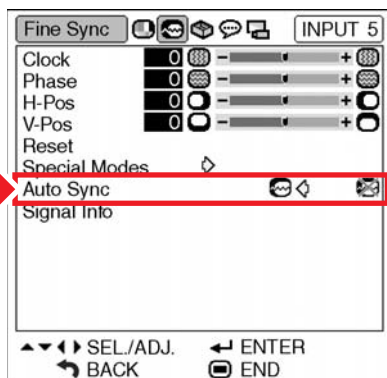 Fine Sync INPUT 5
Clock 0 - +
Phase 0 - +
H-Pos 0 - +
V-Pos 0 - +
Reset
Special Modes
Auto Sync
Signal Info
SEL./ADJ. ENTER
BACK END